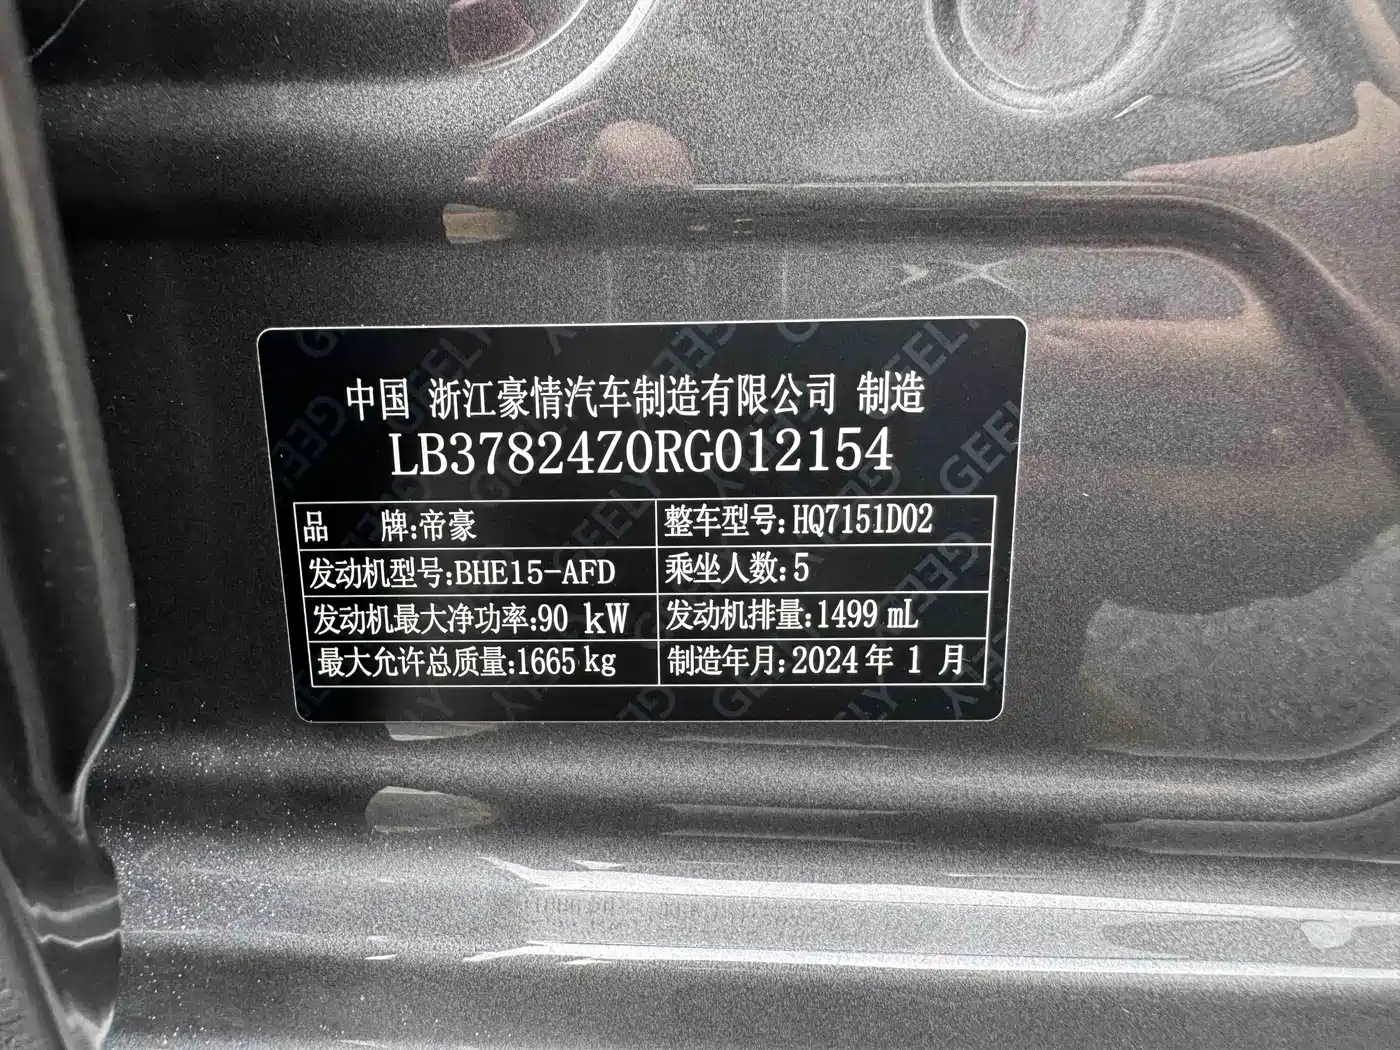 中国 浙江豪情汽车制造有限公司 制造
LB37824Z0RG012154
品 牌:帝豪 整车型号:HQ7151D02
发动机型号:BHE15-AFD 乘坐人数:5
发动机最大净功率:90 kW 发动机排量:1499 mL
最大允许总质量:1665 kg 制造年月:2024 年 1 月